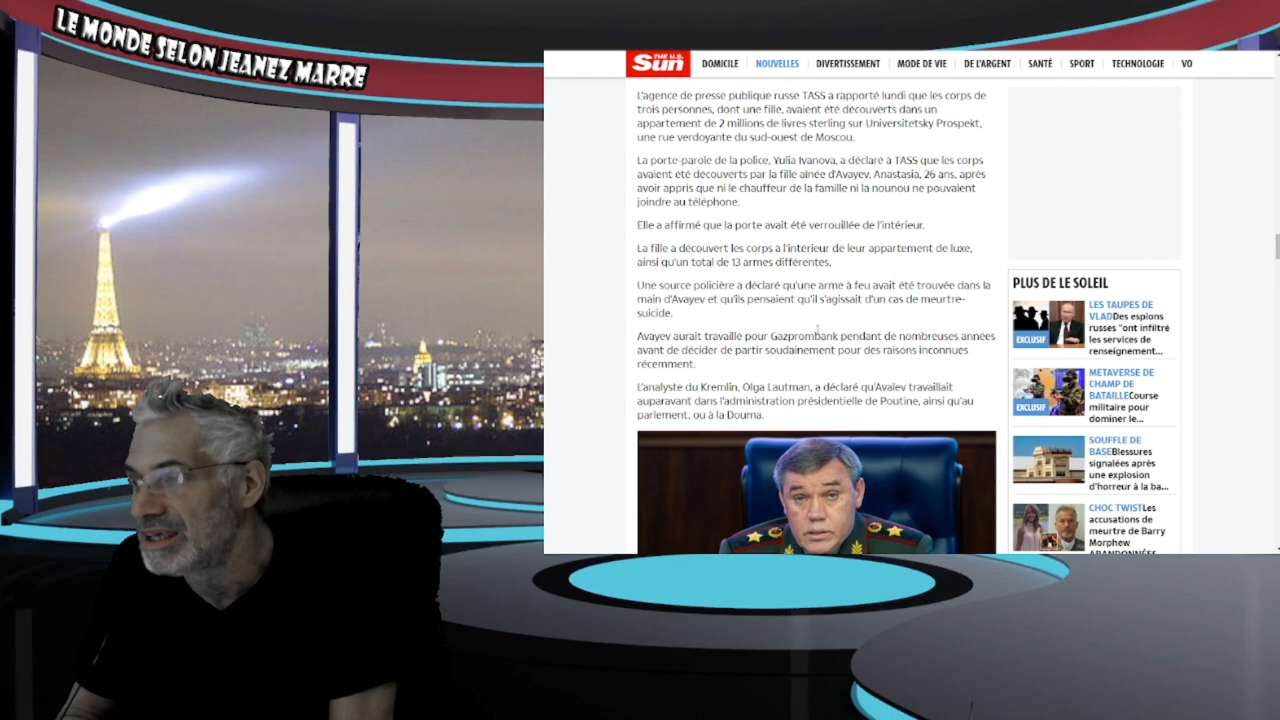 LE MONDE SELON JEANEZ MARRE
THE U.S. Sun
DOMICILE NOUVELLES DIVERTISSEMENT MODE DE VIE DE L'ARGENT SANTÉ SPORT TECHNOLOGIE VO
L'agence de presse publique russe TASS a rapporté lundi que les corps de
trois personnes, dont une fille, avaient été découverts dans un
appartement de 2 millions de livres sterling sur Universitetsky Prospekt,
une rue verdoyante du sud-ouest de Moscou.
La porte-parole de la police, Yulia Ivanova, a déclaré à TASS que les corps
avaient été découverts par la fille aînée d'Avayev, Anastasia, 26 ans, après
avoir appris que ni le chauffeur de la famille ni la nounou ne pouvaient
joindre au téléphone.
Elle a affirmé que la porte avait été verrouillée de l'intérieur.
La fille a découvert les corps à l'intérieur de leur appartement de luxe,
ainsi qu'un total de 13 armes différentes.
Une source policière a déclaré qu'une arme à feu avait été trouvée dans la
main d'Avayev et qu'ils pensaient qu'il s'agissait d'un cas de meurtre-
suicide.
Avayev aurait travaillé pour Gazprombank pendant de nombreuses années
avant de décider de partir soudainement pour des raisons inconnues
récemment.
L'analyste du Kremlin, Olga Lautman, a déclaré qu'Avaïev travaillait
auparavant dans l'administration présidentielle de Poutine, ainsi qu'au
parlement, ou à la Douma.
PLUS DE LE SOLEIL
LES TAUPES DE
VLADDes espions
russes "ont infiltré
les services de
renseignement...
EXCLUSIF
METAVERSE DE
CHAMP DE
BATAILLECourse
militaire pour
dominer le...
EXCLUSIF
SOUFFLE DE
BASEBlessures
signalées après
une explosion
d'horreur à la ba...
CHOC TWISTLes
accusations de
meurtre de Barry
Morphew
ABANDONNÉES